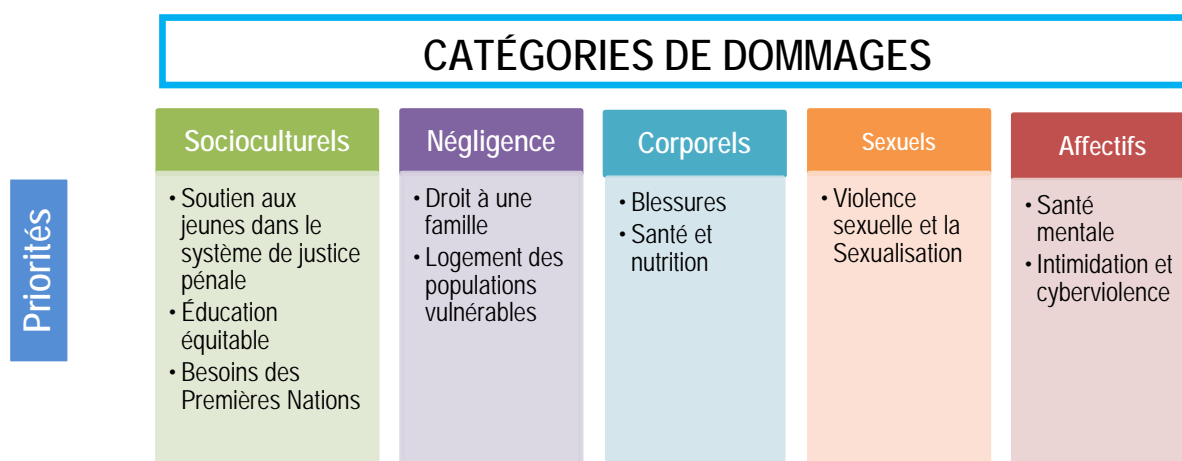 CATÉGORIES DE DOMMAGES
Priorités
Socioculturels
• Soutien aux
jeunes dans le
système de justice
pénale
• Éducation
équitable
• Besoins des
Premières Nations
Négligence
• Droit à une
famille
• Logement des
populations
vulnérables
Corporels
• Blessures
• Santé et
nutrition
Sexuels
• Violence
sexuelle et la
Sexualisation
Affectifs
• Santé
mentale
• Intimidation et
cyberviolence